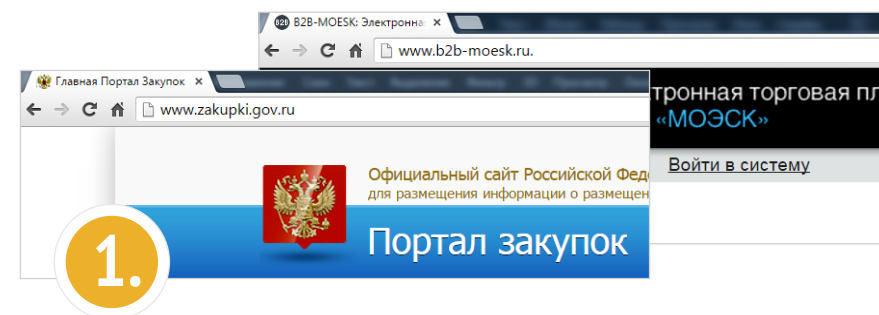 B2B-MOESK: Электронна
www.b2b-moesk.ru.
тронная торговая пл
«МОЭСК»
Войти в систему
Главная Портал Закупок
www.zakupki.gov.ru
Официальный сайт Российской Фед
для размещения информации о размещен
Портал закупок
1.